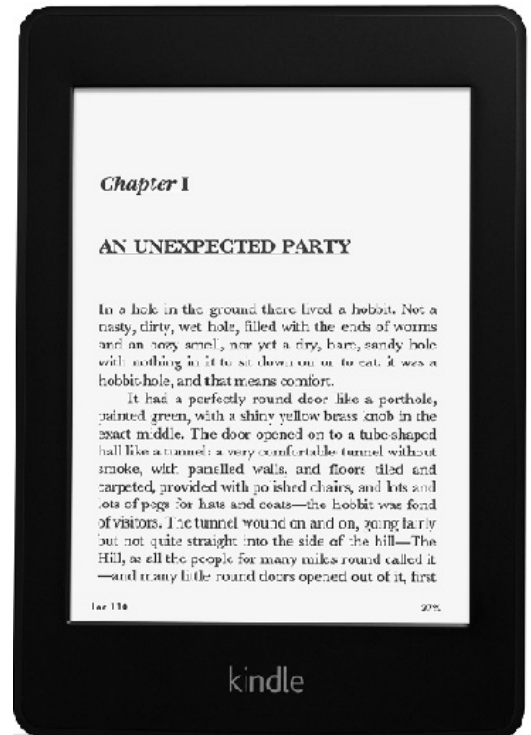 Chapter I
AN UNEXPECTED PARTY
In a hole in the ground there lived a hobbit. Not a
nasty, dirty, wet hole, filled with the ends of worms
and an oozy smell, nor yet a dry, bare, sandy hole
with nothing in it to sit down on or to eat: it was a
hobbit-hole, and that means comfort.
It had a perfectly round door like a porthole,
painted green, with a shiny yellow brass knob in the
exact middle. The door opened on to a tube-shaped
hall like a tunnel: a very comfortable tunnel without
smoke, with panelled walls, and floors tiled and
carpeted, provided with polished chairs, and lots and
lots of pegs for hats and coats—the hobbit was fond
of visitors. The tunnel wound on and on, going fairly
but not quite straight into the side of the hill—The
Hill, as all the people for many miles round called it
—and many little round doors opened out of it, first
Loc 110
kindle